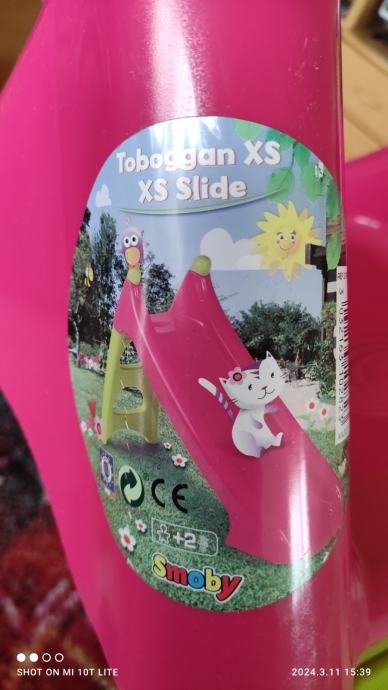 Toboggan XS
XS Slide
CE
+2
smoby
SHOT ON MI 10T LITE
2024.3.11 15:39